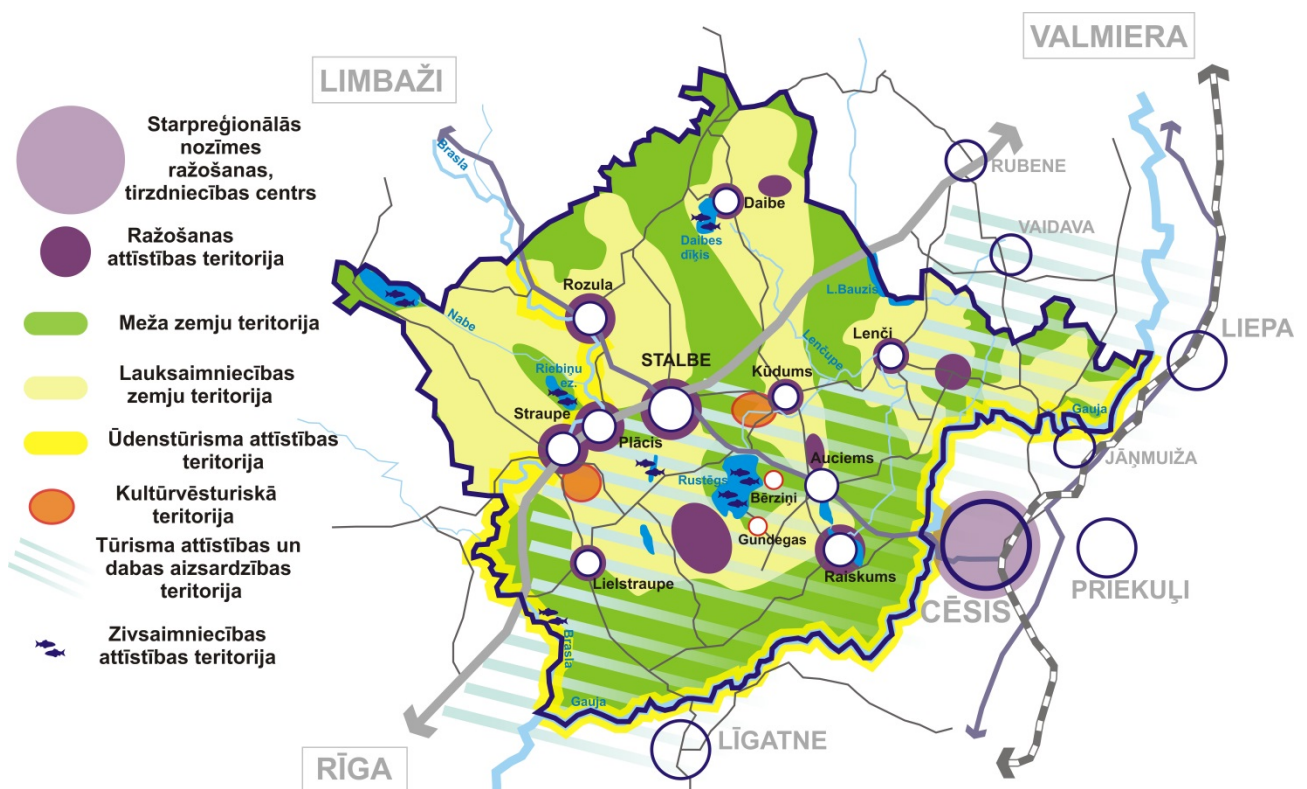 VALMIERA
LIMBAŽI
Starpreģionālās
nozīmes
ražošanas,
tirdzniecības centrs
Ražošanas
attīstības teritorija
Meža zemju teritorija
Lauksaimniecības
zemju teritorija
Ūdenstūrisma attīstības
teritorija
Kultūrvēsturiskā
teritorija
Tūrisma attīstības un
dabas aizsardzības
teritorija
Zivsaimniecības
attīstības teritorija
Brasla
RUBENE
Daibe
VAIDAVA
Daibes
dīķis
Rozula
L.Bauzis
Nabe
Lenči
LIEPA
STALBE
Lenčupe
Riebiņu
ez.
Kūdums
Straupe
Gauja
Plācis
Auciems
JĀŅMUIŽA
Rustēgs
Bērziņi
Gundegas
Raiskums
Lielstraupe
PRIEKUĻI
CĒSIS
Brasla
Gauja
LĪGATNE
RĪGA